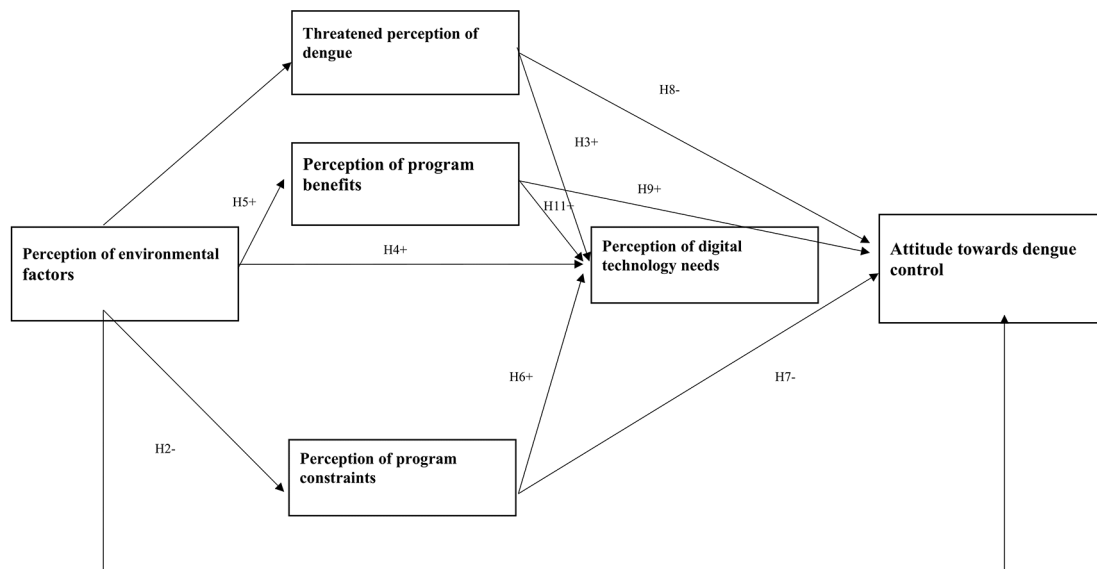 Threatened perception of
dengue
H8-
H3+
Perception of program
benefits
H9+
H5+
H11+
Perception of environmental
factors
H4+
Perception of digital
technology needs
Attitude towards dengue
control
H6+
H7-
H2-
Perception of program
constraints